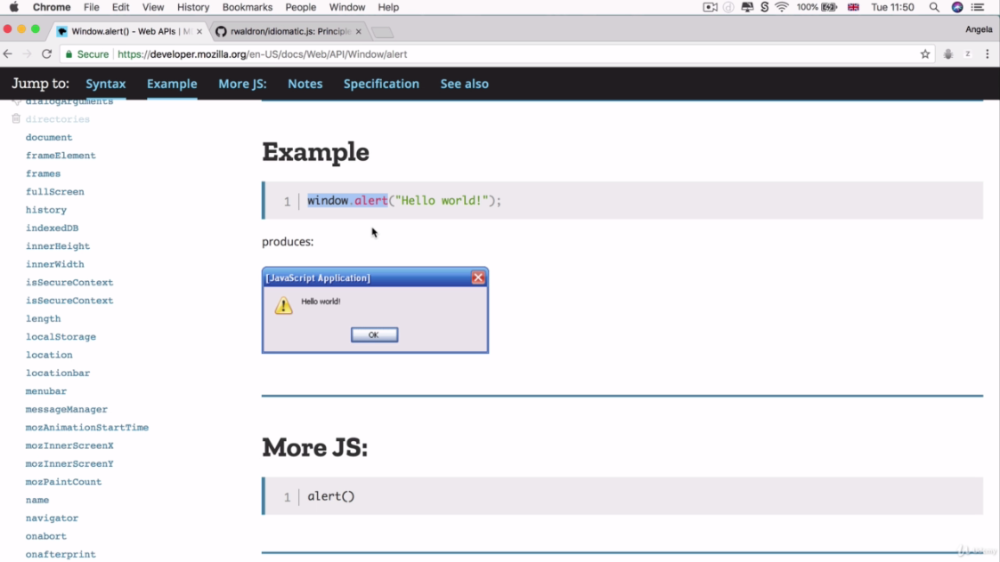 Chrome File Edit View History Bookmarks People Window Help 100% Tue 11:50
Window.alert() - Web APIs | M
rwaldron/idiomatic.js: Principle
Angela
Secure https://developer.mozilla.org/en-US/docs/Web/API/Window/alert
Jump to: Syntax Example More JS: Notes Specification See also
dialogArguments
directories
document
frameElement
frames
fullScreen
history
indexedDB
innerHeight
innerWidth
isSecureContext
isSecureContext
length
localStorage
location
locationbar
menubar
messageManager
mozAnimationStartTime
mozInnerScreenX
mozInnerScreenY
mozPaintCount
name
navigator
onabort
onafterprint
Example
1 window.alert("Hello world!");
produces:
[JavaScript Application]
Hello world!
OK
More JS:
1 alert()
Udemy